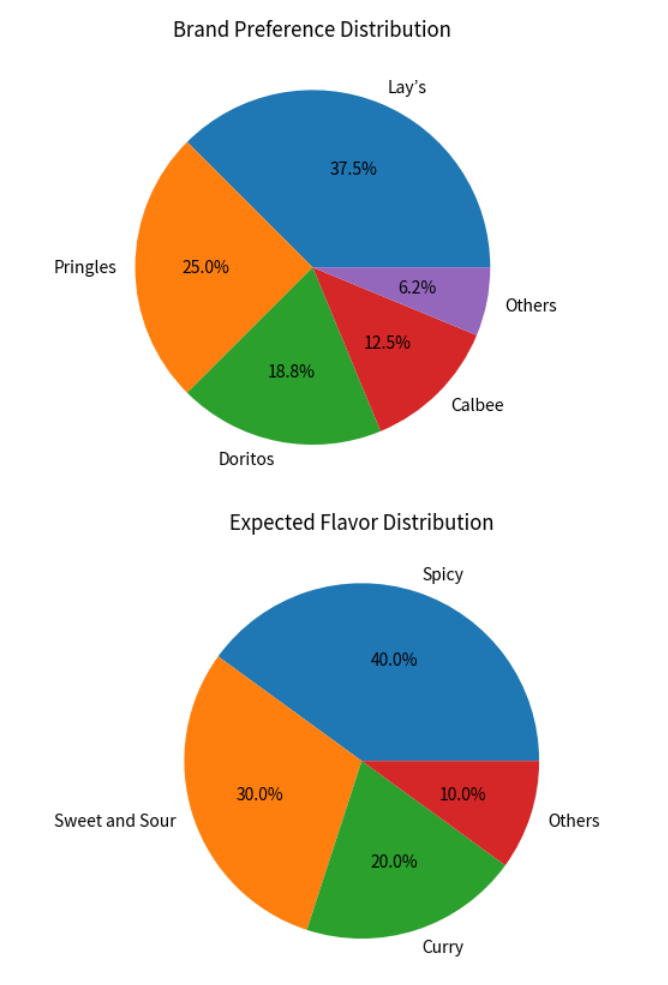 Brand Preference Distribution
Lay’s
37.5%
Pringles
25.0%
6.2%
Others
12.5%
18.8%
Calbee
Doritos
Expected Flavor Distribution
Spicy
40.0%
30.0%
10.0%
Sweet and Sour
Others
20.0%
Curry